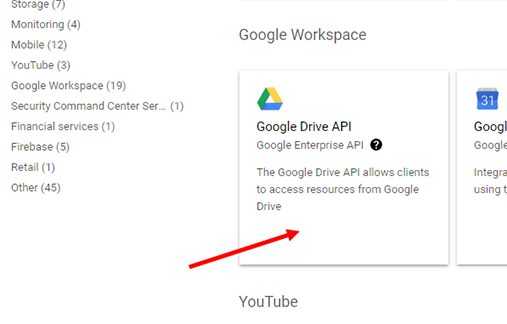 Storage (7)
Monitoring (4)
Mobile (12)
YouTube (3)
Google Workspace (19)
Security Command Center Ser... (1)
Financial services (1)
Firebase (5)
Retail (1)
Other (45)
Google Workspace
Google Drive API
Google Enterprise API ?
The Google Drive API allows clients
to access resources from Google
Drive
31
Googl
Google
Integra
using t
YouTube